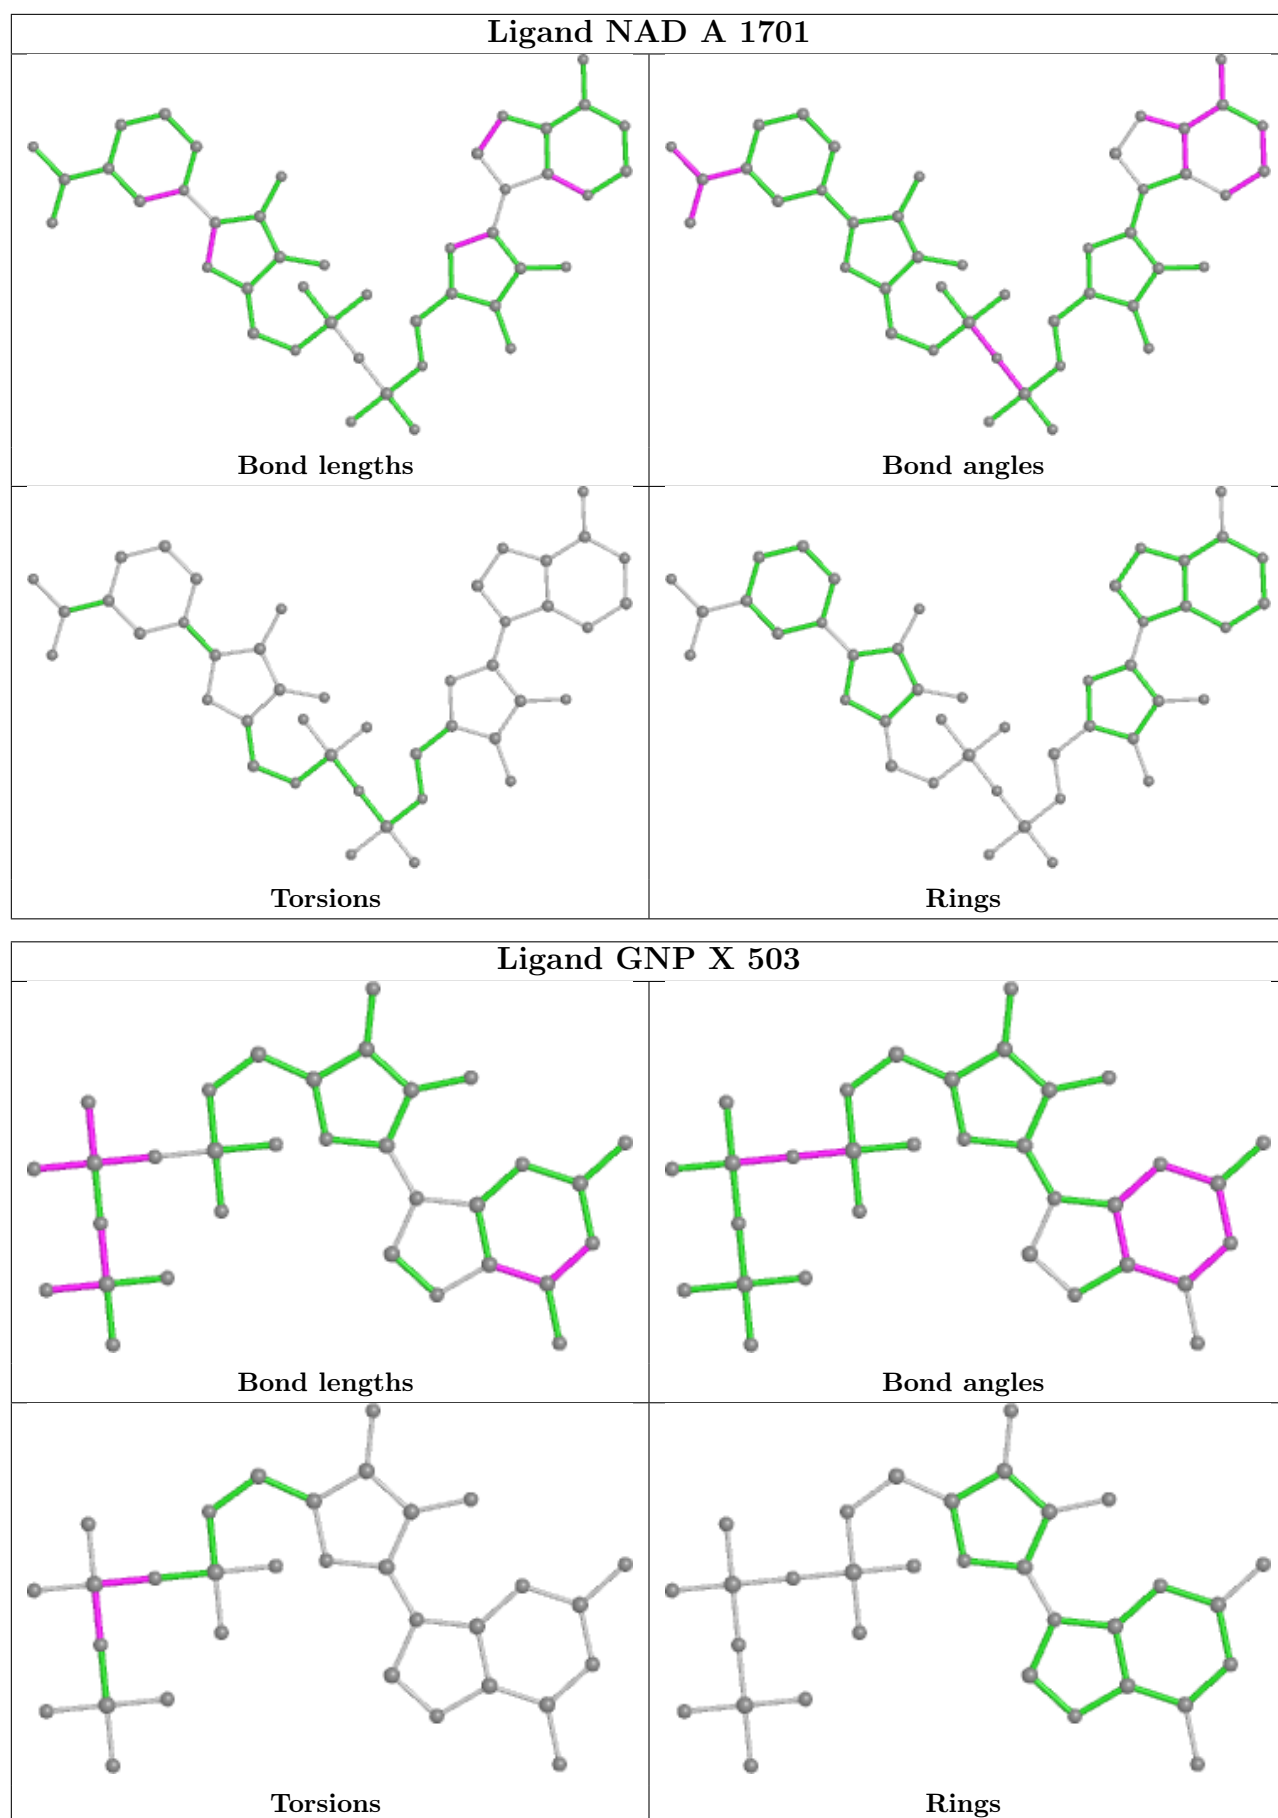 Ligand NAD A 1701
Bond lengths
Bond angles
Torsions
Rings
Ligand GNP X 503
Bond lengths
Bond angles
Torsions
Rings